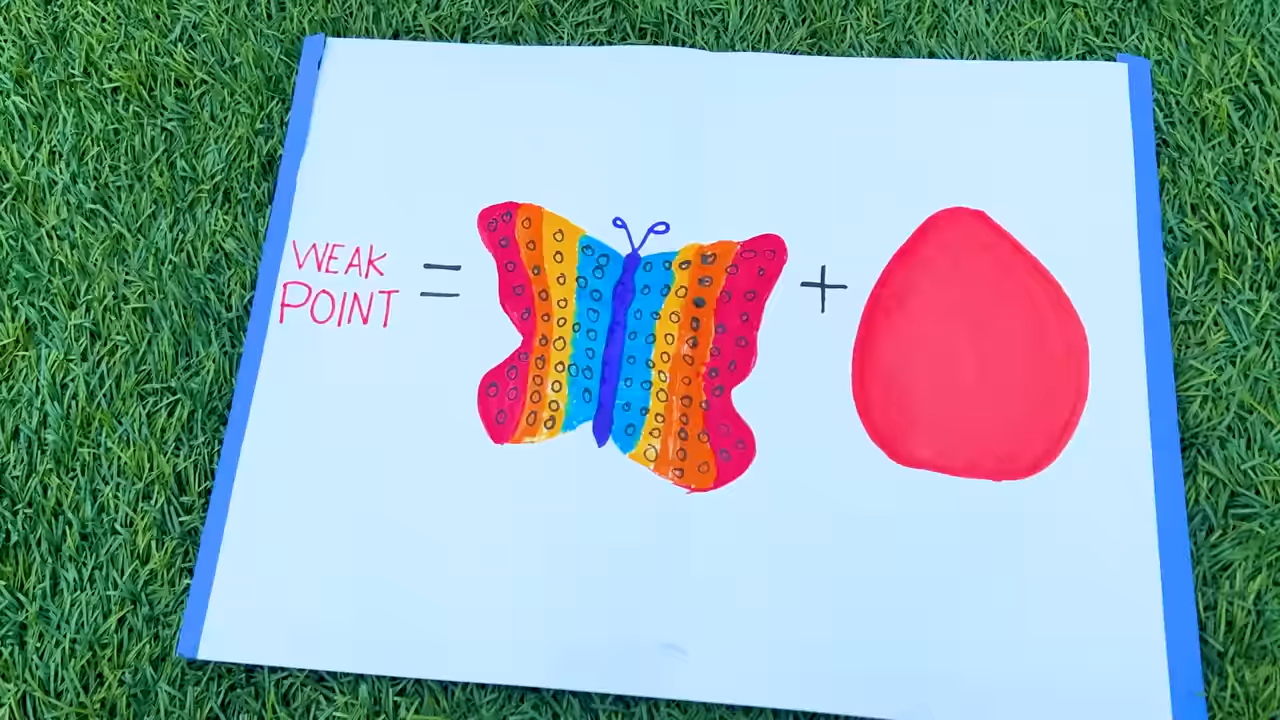 WEAK
POINT = +